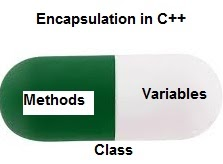 Encapsulation in C++
Methods
Variables
Class